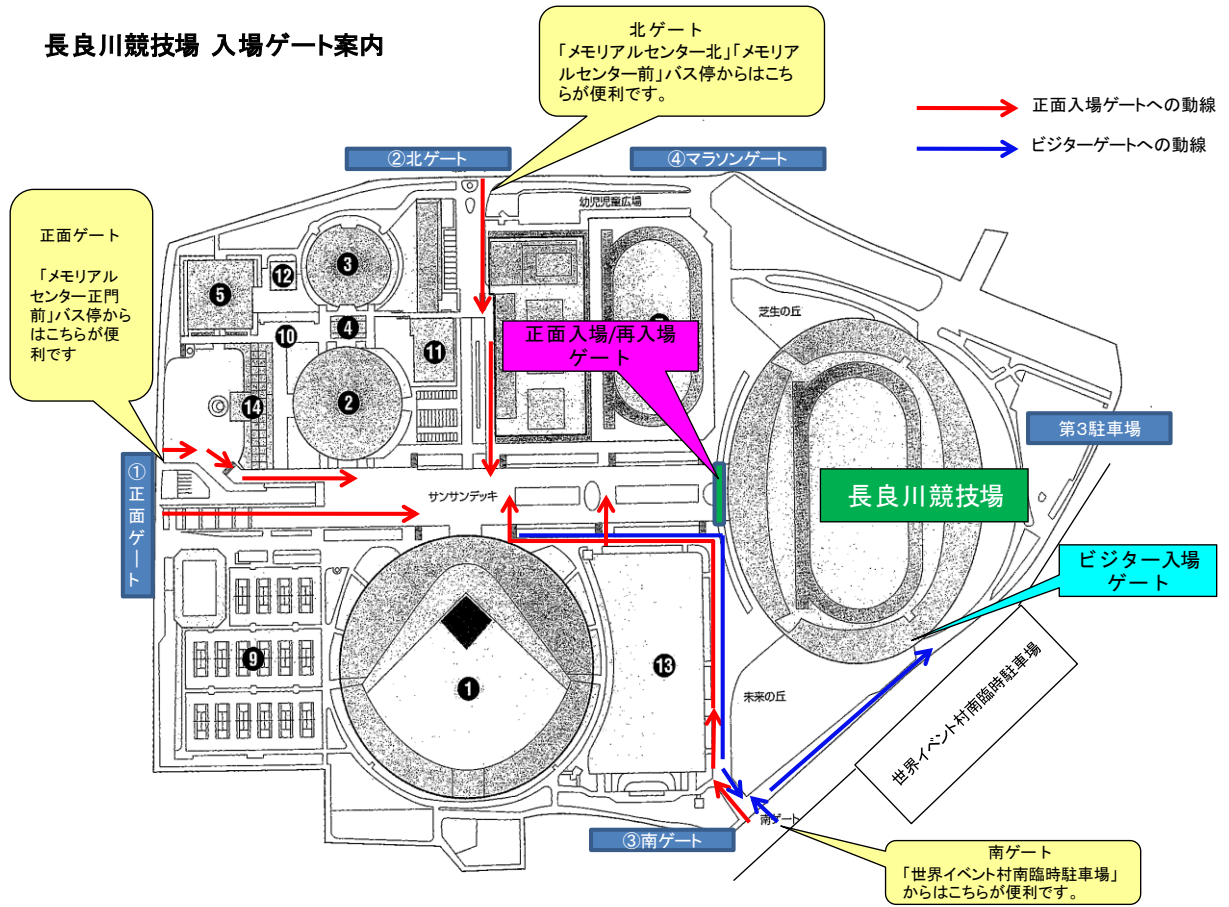 長良川競技場 入場ゲート案内
北ゲート
「メモリアルセンター北」「メモリア
ルセンター前」バス停からはこち
らが便利です。
正面入場ゲートへの動線
ビジターゲートへの動線
②北ゲート
④マラソンゲート
幼児児童広場
正面ゲート
「メモリアル
センター正門
前」バス停から
はこちらが便
利です
❸
⓬
❺
❹
❿
⓫
❷
⓮
正面入場/再入場
ゲート
芝生の丘
第3駐車場
①正面ゲート
サンサンデッキ
長良川競技場
ビジター入場
ゲート
❾
❶
⓭
未来の丘
世界イベント村南臨時駐車場
南ゲート
③南ゲート
南ゲート
「世界イベント村南臨時駐車場」
からはこちらが便利です。